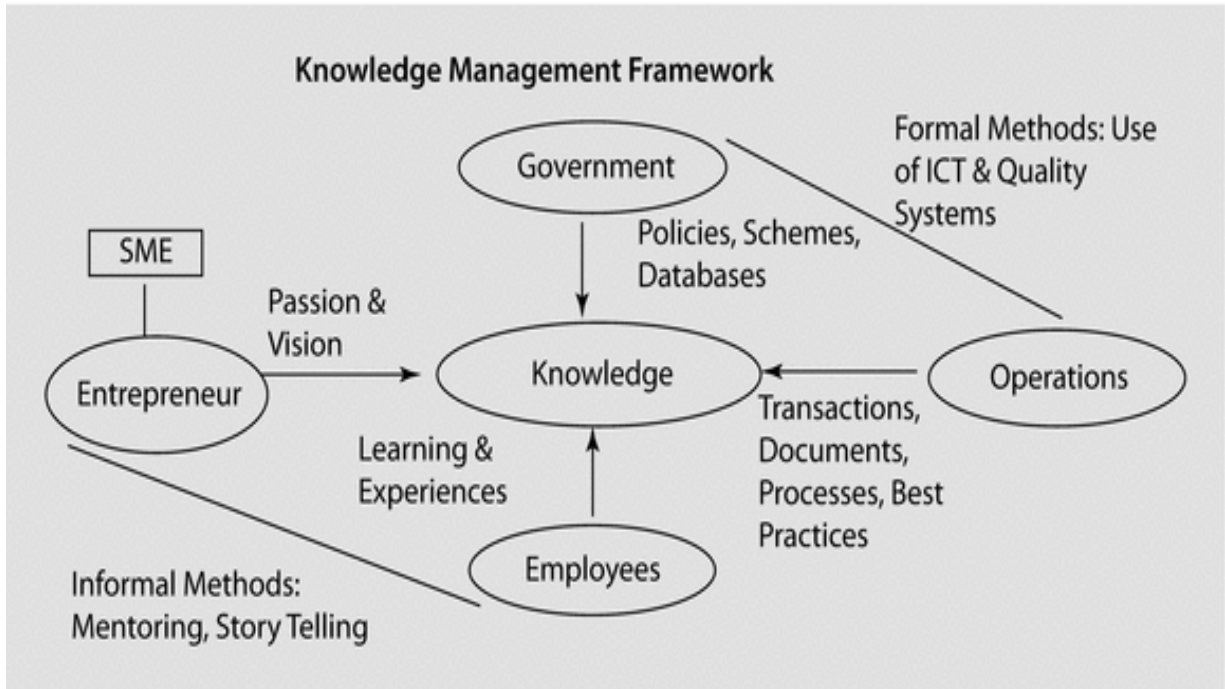 Knowledge Management Framework
Government
Formal Methods: Use
of ICT & Quality
Systems
Policies, Schemes,
Databases
SME
Passion &
Vision
Entrepreneur
Knowledge
Operations
Learning &
Experiences
Transactions,
Documents,
Processes, Best
Practices
Employees
Informal Methods:
Mentoring, Story Telling